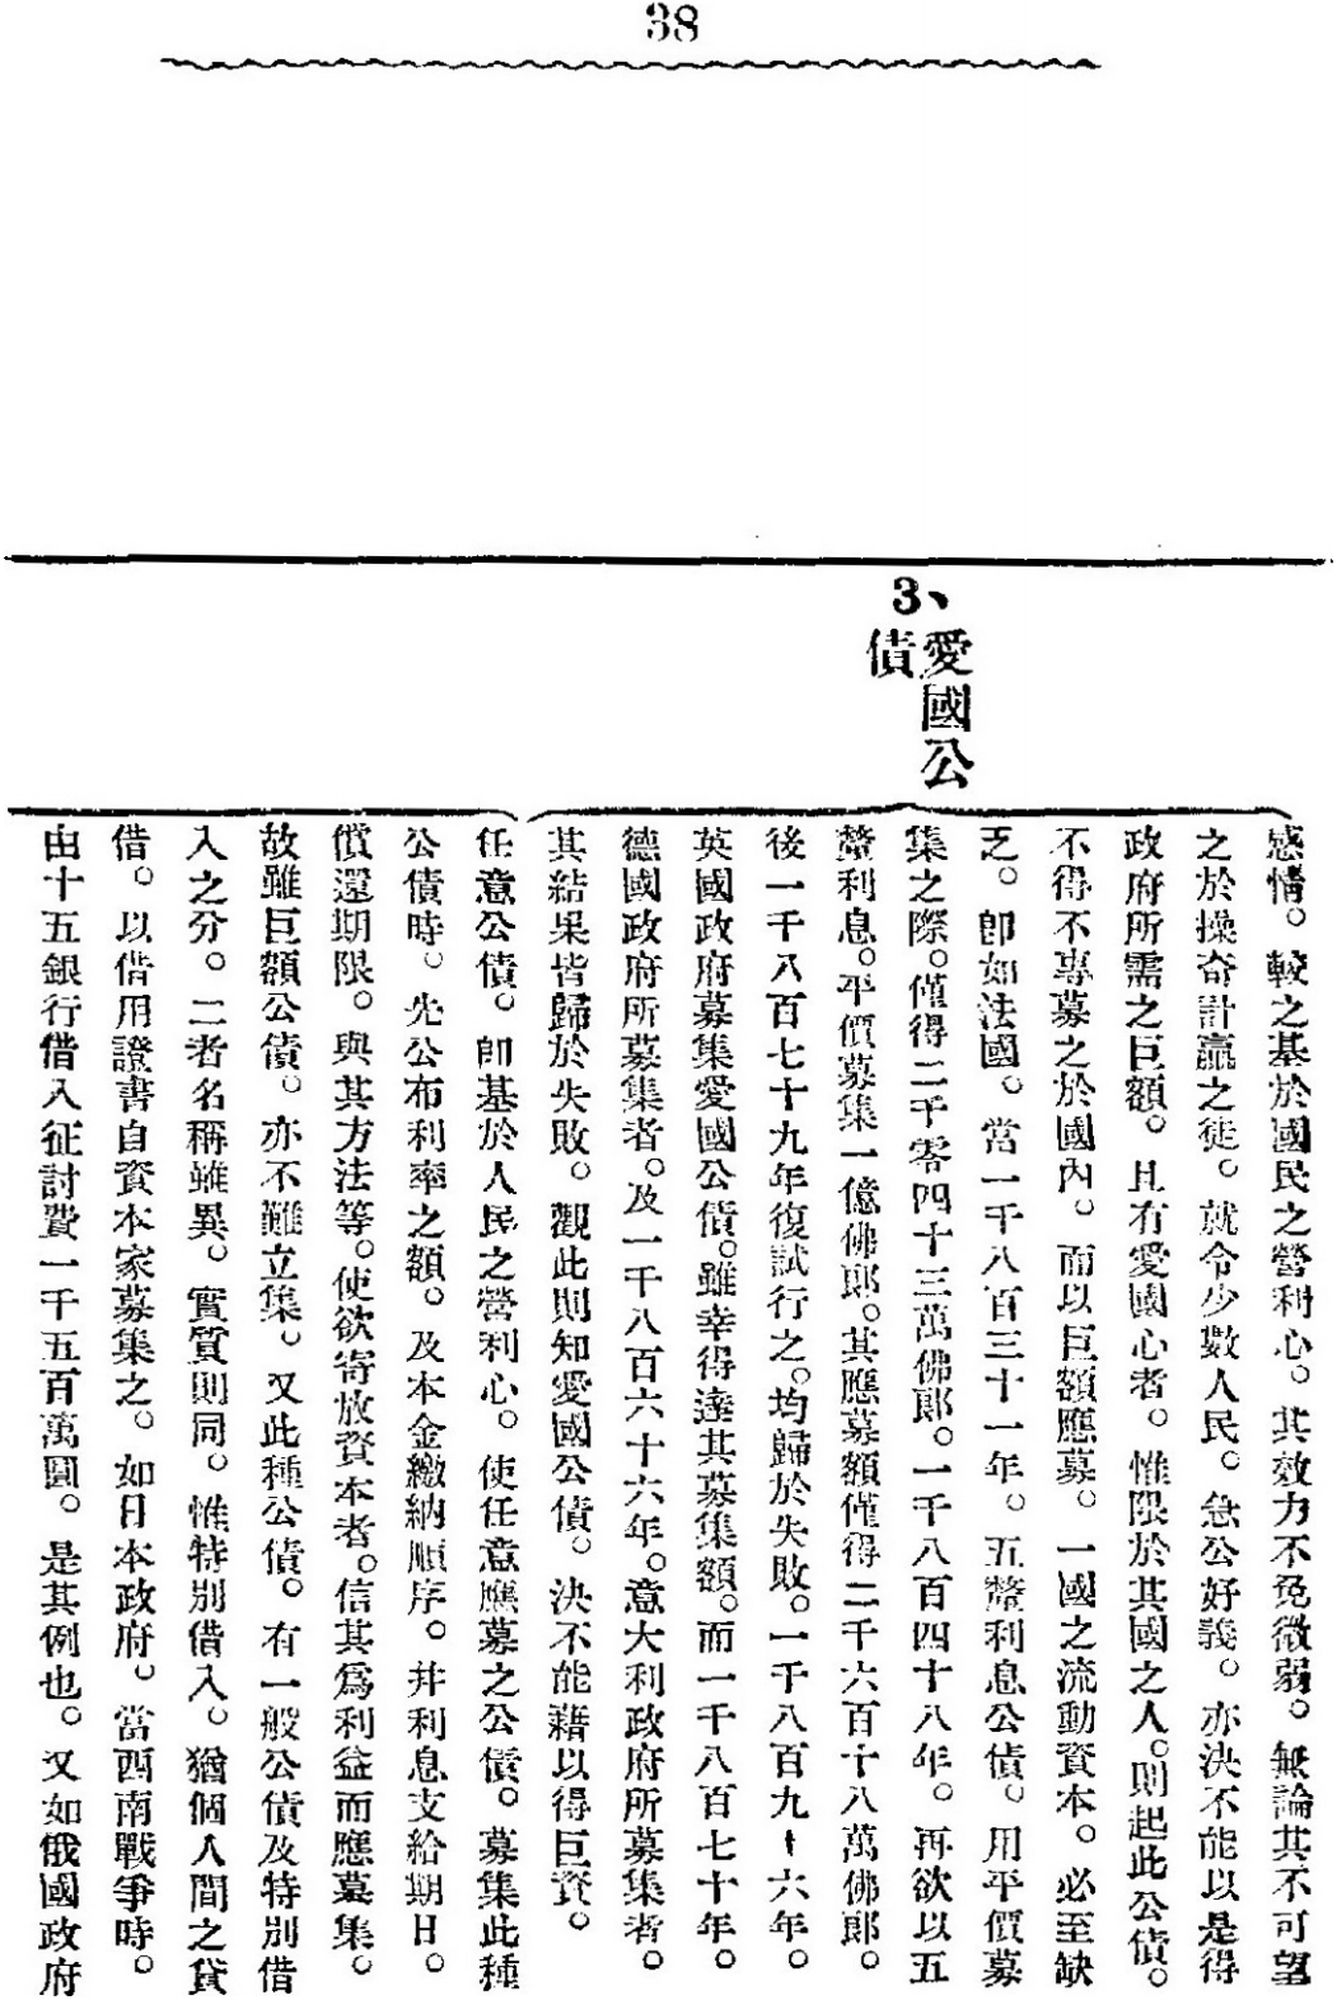 38
3、愛國公
債
感情。較之基於國民之營利心。其效力不免微弱。無論其不可望
之於操奇計贏之徒。就令少數人民。急公好義。亦決不能以是得
政府所需之巨額。且有愛國心者。惟限於其國之人。則起此公債。
不得不專募之於國內。而以巨額應募。一國之流動資本。必至缺
乏。卽如法國。當一千八百三十一年。五釐利息公債。用平價募
集之際。僅得二千零四十三萬佛郞。一千八百四十八年。再欲以五
釐利息。平價募集一億佛郞。其應募額僅得二千六百十八萬佛郞。
後一千八百七十九年復試行之。均歸於失敗。一千八百九十六年。
英國政府募集愛國公債。雖幸得達其募集額。而一千八百七十年。
德國政府所募集者。及一千八百六十六年。意大利政府所募集者。
其結果皆歸於失敗。觀此則知愛國公債。決不能藉以得巨資。
任意公債。卽基於人民之營利心。使任意應募之公債。募集此種
公債時。先公布利率之額。及本金繳納順序。幷利息支給期日。
償還期限。與其方法等。使欲寄放資本者。信其爲利益而應募集。
故雖巨額公債。亦不難立集。又此種公債。有一般公債及特別借
入之分。二者名稱雖異。實質則同。惟特別借入。猶個人間之貸
借。以借用證書自資本家募集之。如日本政府。當西南戰爭時。
由十五銀行借入征討費一千五百萬圓。是其例也。又如俄國政府